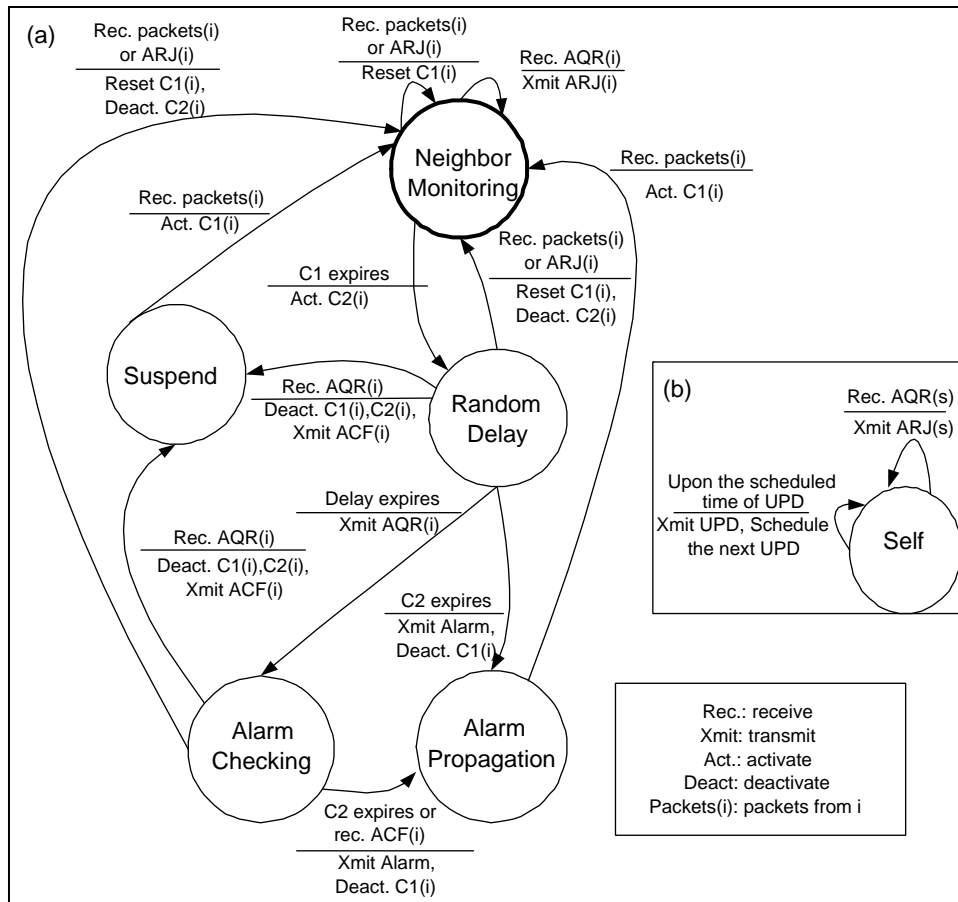 (a)
Rec. packets(i)
or ARJ(i)
Reset C1(i),
Deact. C2(i)
Rec. packets(i)
or ARJ(i)
Reset C1(i)
Rec. AQR(i)
Xmit ARJ(i)
Neighbor
Monitoring
Rec. packets(i)
Act. C1(i)
Rec. packets(i)
Act. C1(i)
C1 expires
Act. C2(i)
Rec. packets(i)
or ARJ(i)
Reset C1(i),
Deact. C2(i)
Suspend
Rec. AQR(i)
Deact. C1(i),C2(i),
Xmit ACF(i)
Random
Delay
Delay expires
Xmit AQR(i)
Rec. AQR(i)
Deact. C1(i),C2(i),
Xmit ACF(i)
C2 expires
Xmit Alarm,
Deact. C1(i)
Alarm
Checking
Alarm
Propagation
C2 expires or
rec. ACF(i)
Xmit Alarm,
Deact. C1(i)
(b)
Rec. AQR(s)
Xmit ARJ(s)
Upon the scheduled
time of UPD
Xmit UPD, Schedule
the next UPD
Self
Rec.: receive
Xmit: transmit
Act.: activate
Deact: deactivate
Packets(i): packets from i